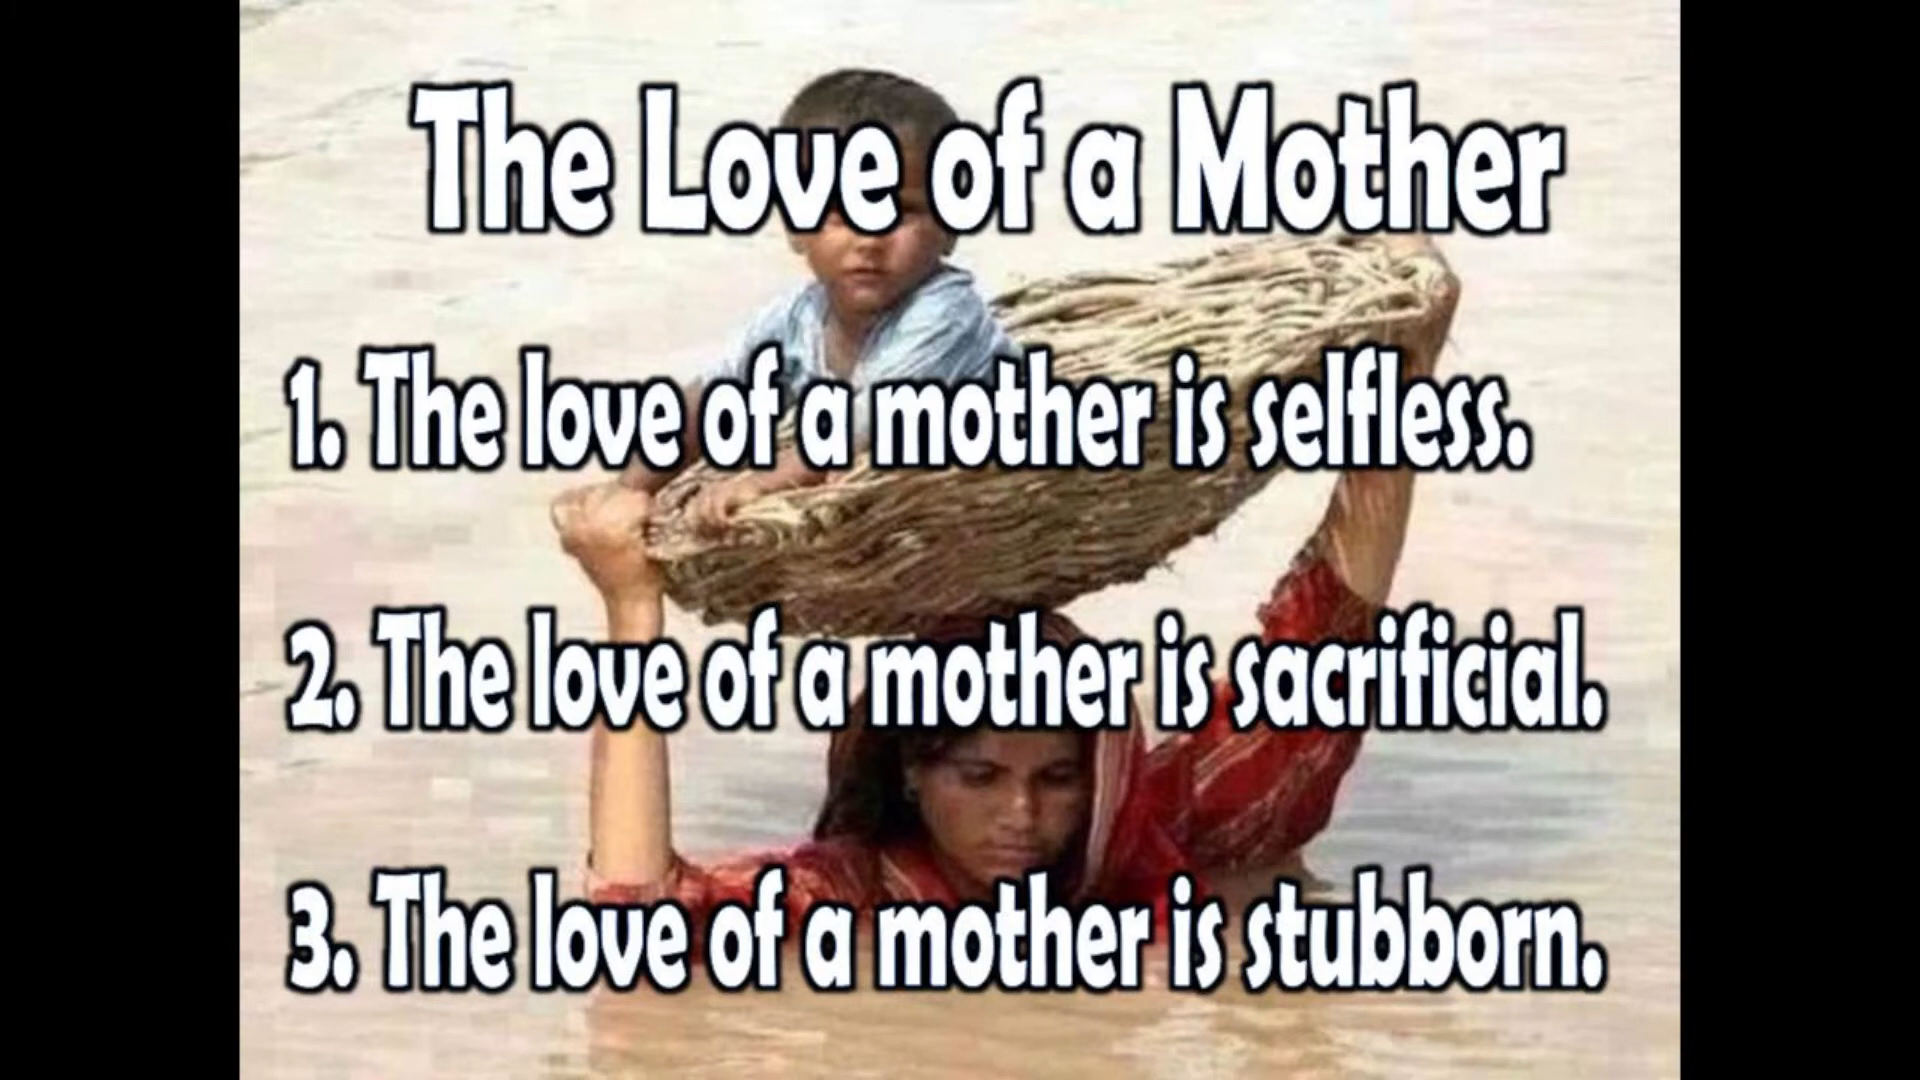 The Love of a Mother
1. The love of a mother is selfless.
2. The love of a mother is sacrificial.
3. The love of a mother is stubborn.